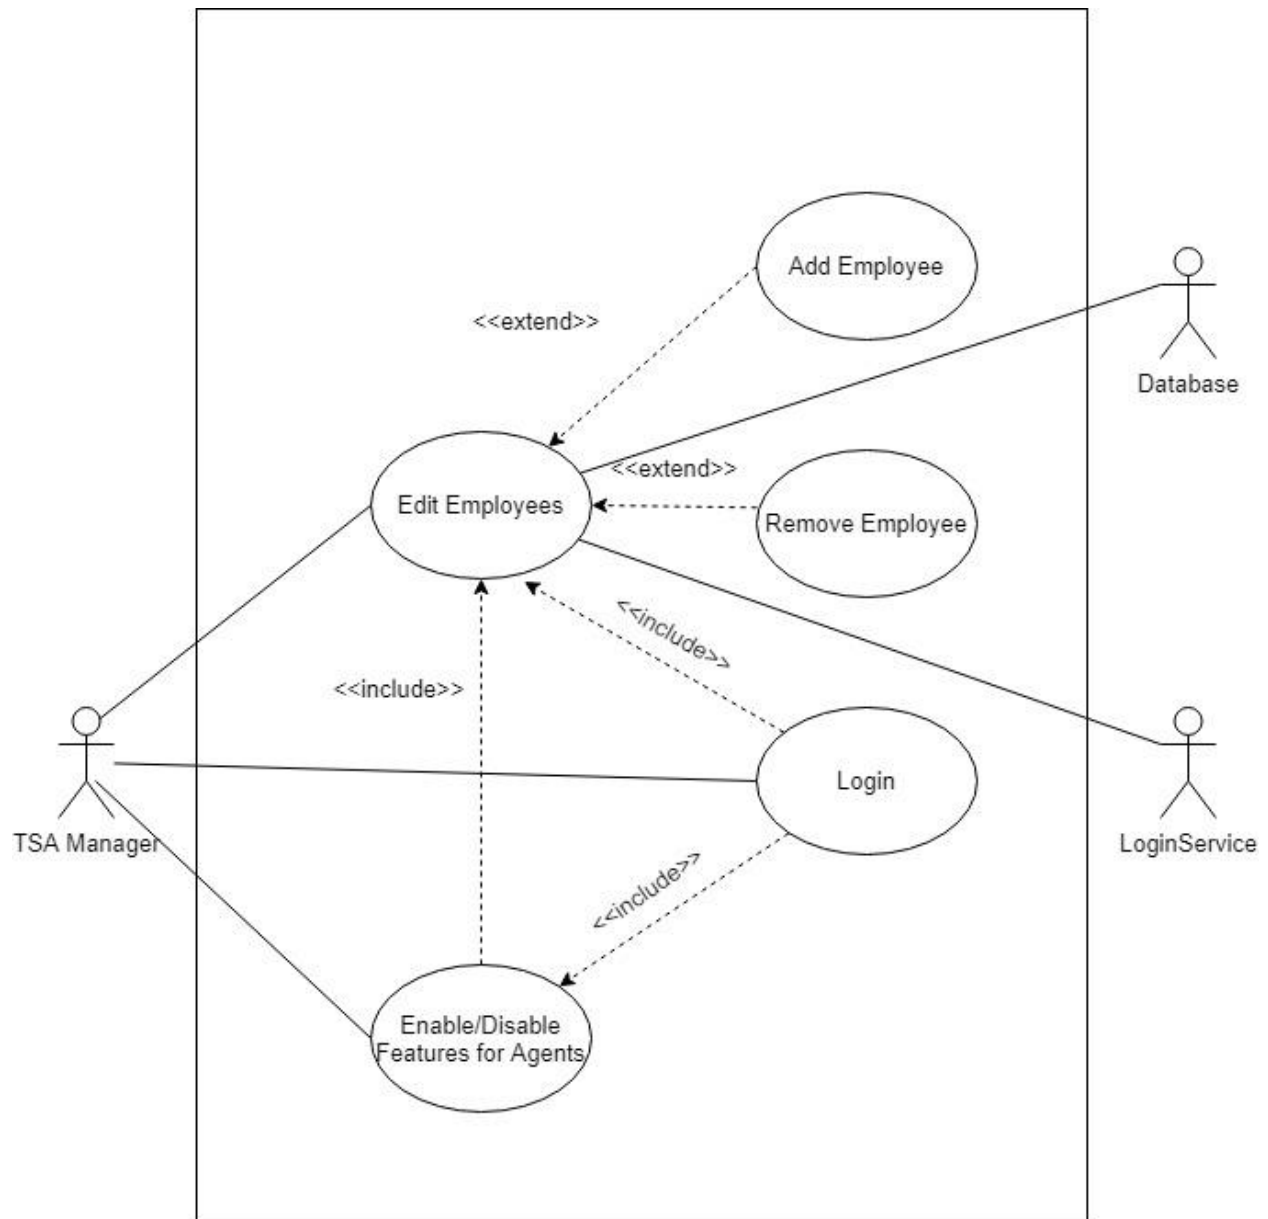 Add Employee
<<extend>>
Database
<<extend>>
Edit Employees
Remove Employee
<<include>>
<<include>>
Login
TSA Manager
LoginService
<<include>>
Enable/Disable
Features for Agents